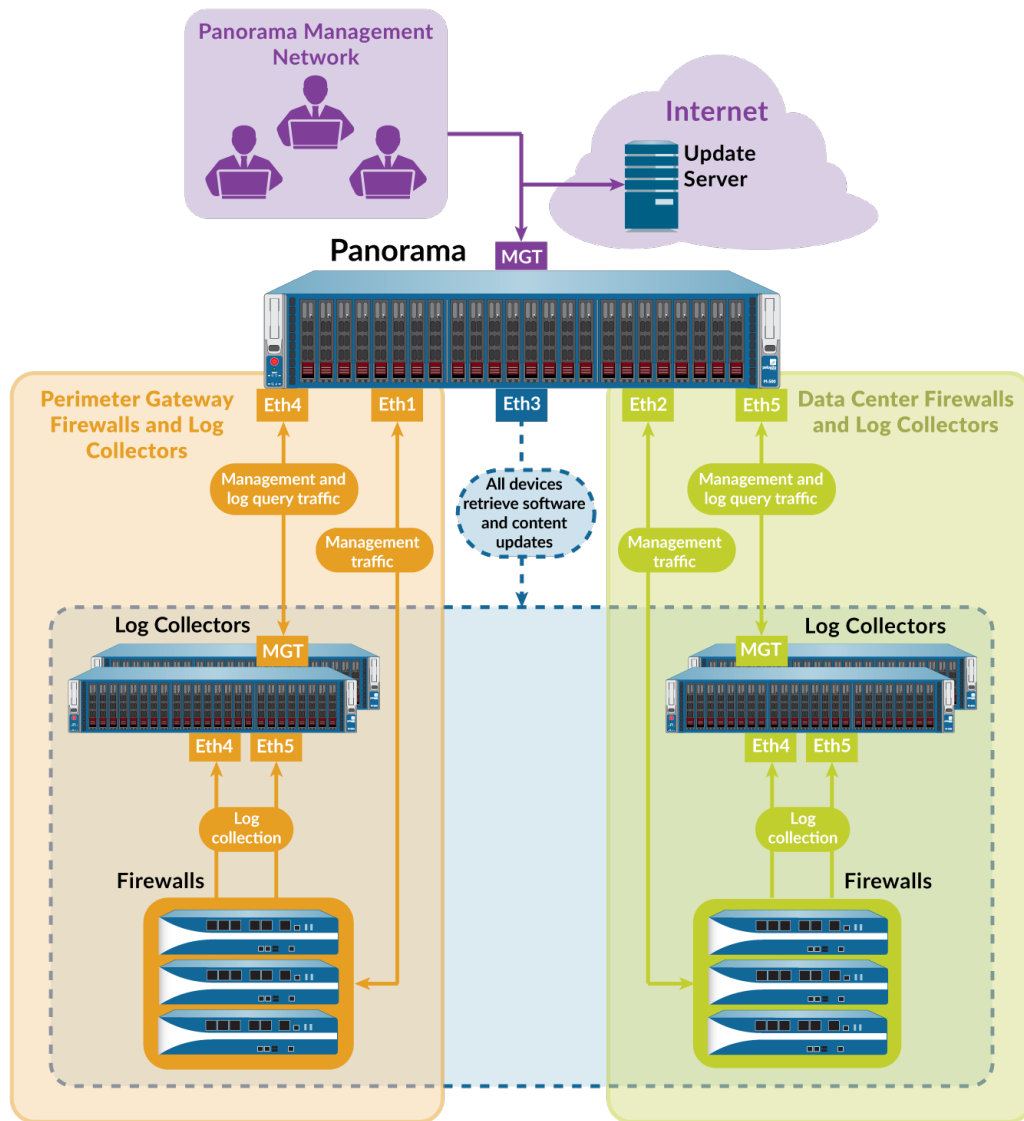 Panorama Management
Network
Internet
Update
Server
Panorama
MGT
Perimeter Gateway
Firewalls and Log
Collectors
Eth4
Eth1
Eth3
Eth2
Eth5
Data Center Firewalls
and Log Collectors
Management and
log query traffic
Management
traffic
All devices
retrieve software
and content
updates
Management and
log query traffic
Management
traffic
Log Collectors
MGT
Eth4
Eth5
Log
collection
Firewalls
Log Collectors
MGT
Eth4
Eth5
Log
collection
Firewalls